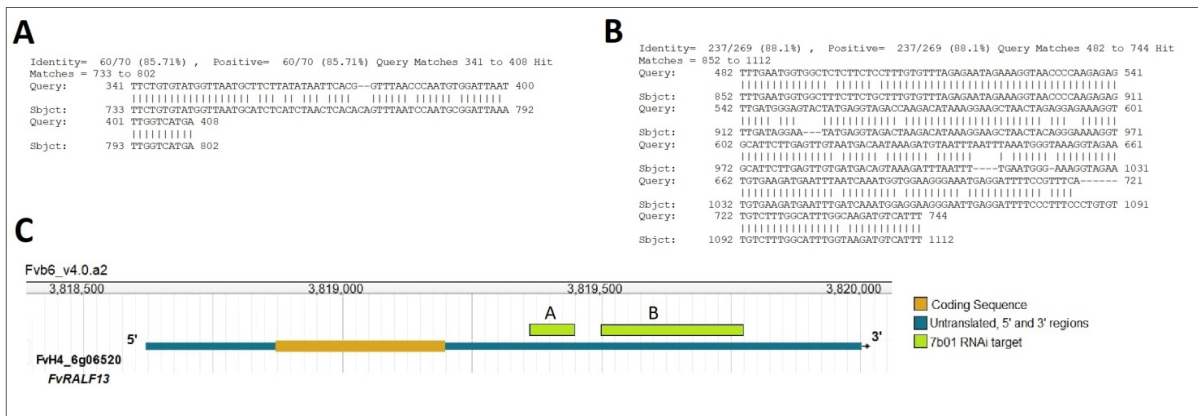 A
Identity=  60/70 (85.71%) ,  Positive=  60/70 (85.71%) Query Matches 341 to 408 Hit
Matches = 733 to 802
Query: 341 TTCTGTGTATGGTTAATGCTTCTTATATAATTCACG--GTTTAACCCAATGTGGATTAAT 400
Sbjct: 733 TTCTGTGTATGGTTAATGCATCTCATCTAACTCACACAGTTTAATCCAATGCGGATTAAA 792
Query: 401 TTGGTCATGA 408
Sbjct: 793 TTGGTCATGA 802
B
Identity=  237/269 (88.1%) ,  Positive=  237/269 (88.1%) Query Matches 482 to 744 Hit
Matches = 852 to 1112
Query: 482 TTTGAATGGTGGCTCTCTTCTCCTTTGTGTTTAGAGAATAGAAAGGTAACCCCAAGAGAG 541
Sbjct: 852 TTTGAATGGTGGCTTTCTTCTGCTTTGTGTTTAGAGAATAGAAAGGTAACCCCAAGAGAG 911
Query: 542 TTGATGGGAGTACTATGAGGTAGACCAAGACATAAAGGAAGCTAACTAGAGGAGAAAGGT 601
Sbjct: 912 TTGATAGGAA---TATGAGGTAGACTAAGACATAAAGGAAGCTAACTACAGGGAAAAGGT 971
Query: 602 GCATTCTTGAGTTGTAATGACAATAAAGATGTAATTTAATTTAAATGGGTAAAGGTAGAA 661
Sbjct: 972 GCATTCTTGAGTTGTGATGACAGTAAAGATTTAATTT----TGAATGGG-AAAGGTAGAA 1031
Query: 662 TGTGAAGATGAATTTAATCAAATGGTGGAAGGGAAATGAGGATTTTCCGTTTCA------ 721
Sbjct: 1032 TGTGAAGATGAATTTGATCAAATGGAGGAAGGGAATTGAGGATTTTCCCTTTCCCTGTGT 1091
Query: 722 TGTCTTTGGCATTTGGCAAGATGTCATTT 744
Sbjct: 1092 TGTCTTTGGCATTTGGTAAGATGTCATTT 1112
C
Fvb6_v4.0.a2
3,818,500 3,819,000 3,819,500 3,820,000
A B
5' 3'
FvH4_6g06520
FvRALF13
Coding Sequence
Untranslated, 5' and 3' regions
7b01 RNAi target